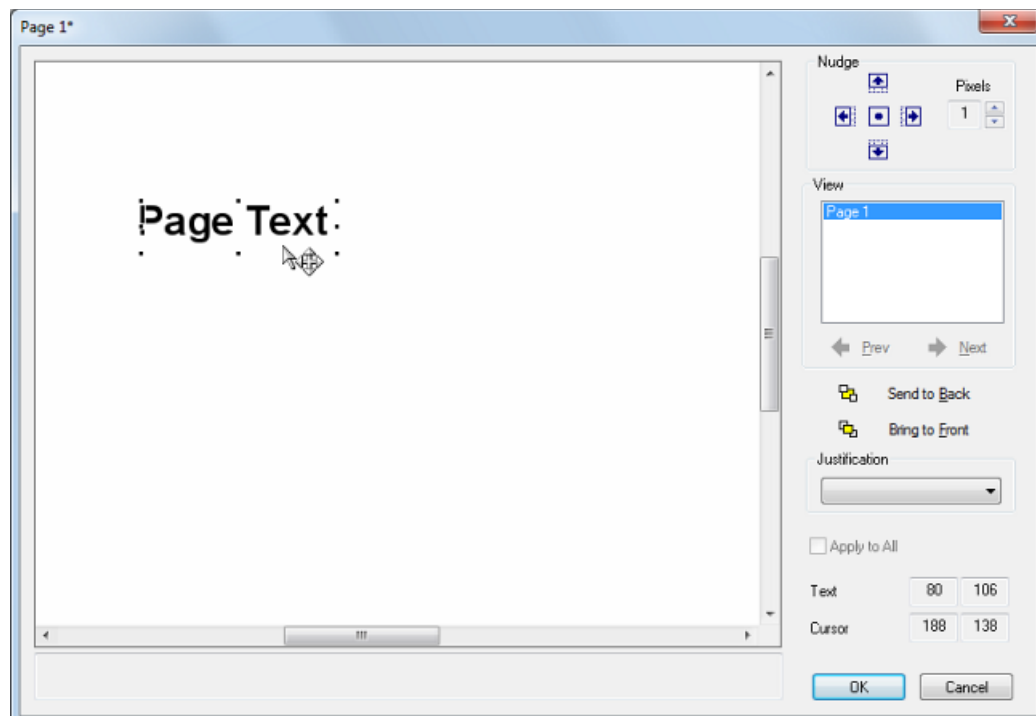 Page 1*
Page Text
Nudge
Pixels
1
View
Page 1
Prev Next
Send to Back
Bring to Front
Justification
Apply to All
Text 80 106
Cursor 188 138
OK Cancel